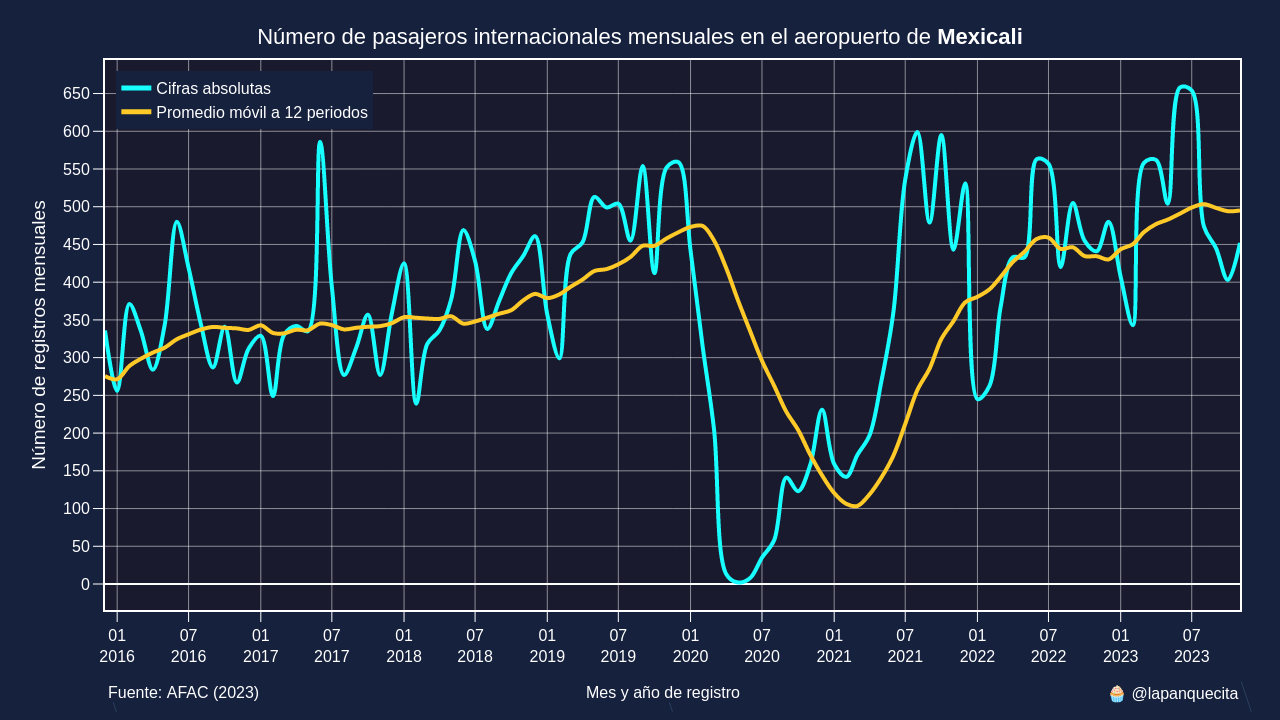 Número de pasajeros internacionales mensuales en el aeropuerto de Mexicali
Cifras absolutas
Promedio móvil a 12 periodos
Número de registros mensuales
650
600
550
500
450
400
350
300
250
200
150
100
50
0
01 07 01 07 01 07 01 07 01 07 01 07 01 07 01 07
2016 2016 2017 2017 2018 2018 2019 2019 2020 2020 2021 2021 2022 2022 2023 2023
Fuente: AFAC (2023)
Mes y año de registro
🧁 @lapanquecita